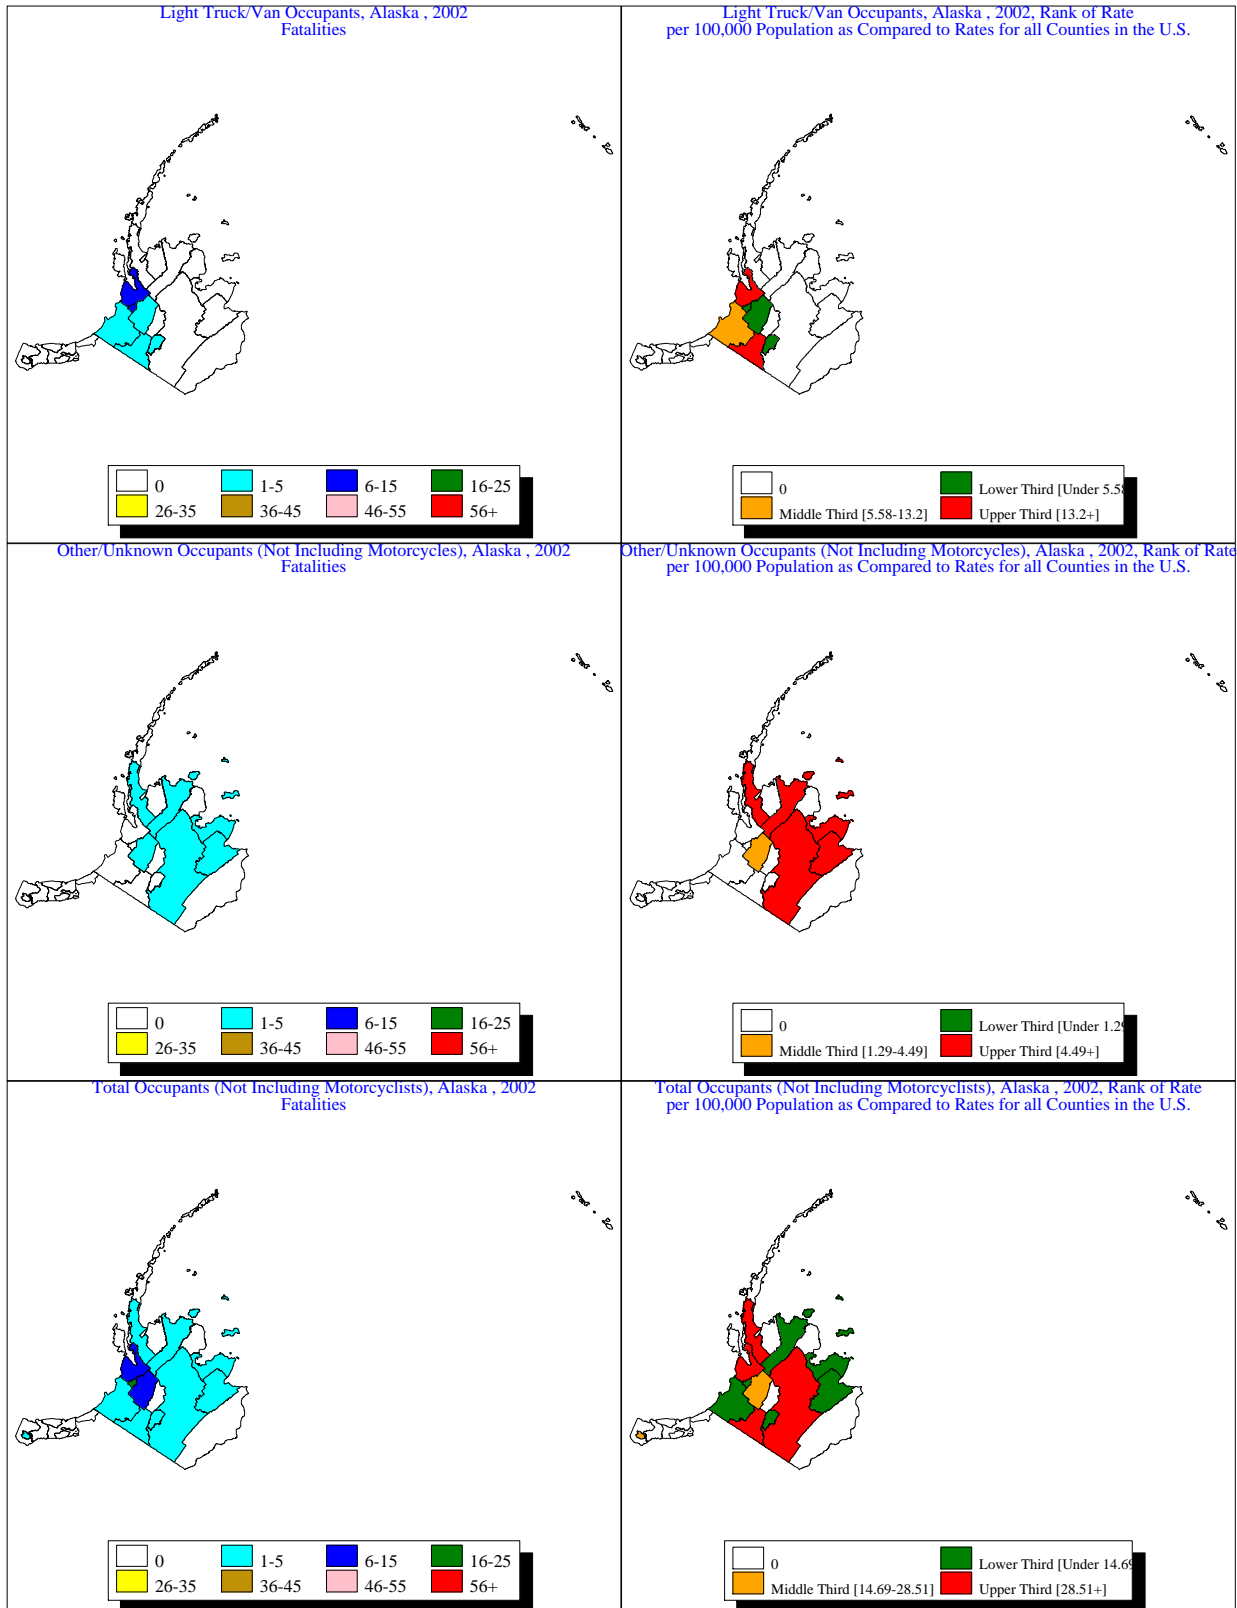 Light Truck/Van Occupants, Alaska , 2002
Fatalities
0
1-5
6-15
16-25
26-35
36-45
46-55
56+
Light Truck/Van Occupants, Alaska , 2002, Rank of Rate
per 100,000 Population as Compared to Rates for all Counties in the U.S.
0
Lower Third [Under 5.58
Middle Third [5.58-13.2]
Upper Third [13.2+]
Other/Unknown Occupants (Not Including Motorcycles), Alaska , 2002
Fatalities
0
1-5
6-15
16-25
26-35
36-45
46-55
56+
Other/Unknown Occupants (Not Including Motorcycles), Alaska , 2002, Rank of Rate
per 100,000 Population as Compared to Rates for all Counties in the U.S.
0
Lower Third [Under 1.29
Middle Third [1.29-4.49]
Upper Third [4.49+]
Total Occupants (Not Including Motorcyclists), Alaska , 2002
Fatalities
0
1-5
6-15
16-25
26-35
36-45
46-55
56+
Total Occupants (Not Including Motorcyclists), Alaska , 2002, Rank of Rate
per 100,000 Population as Compared to Rates for all Counties in the U.S.
0
Lower Third [Under 14.69
Middle Third [14.69-28.51]
Upper Third [28.51+]